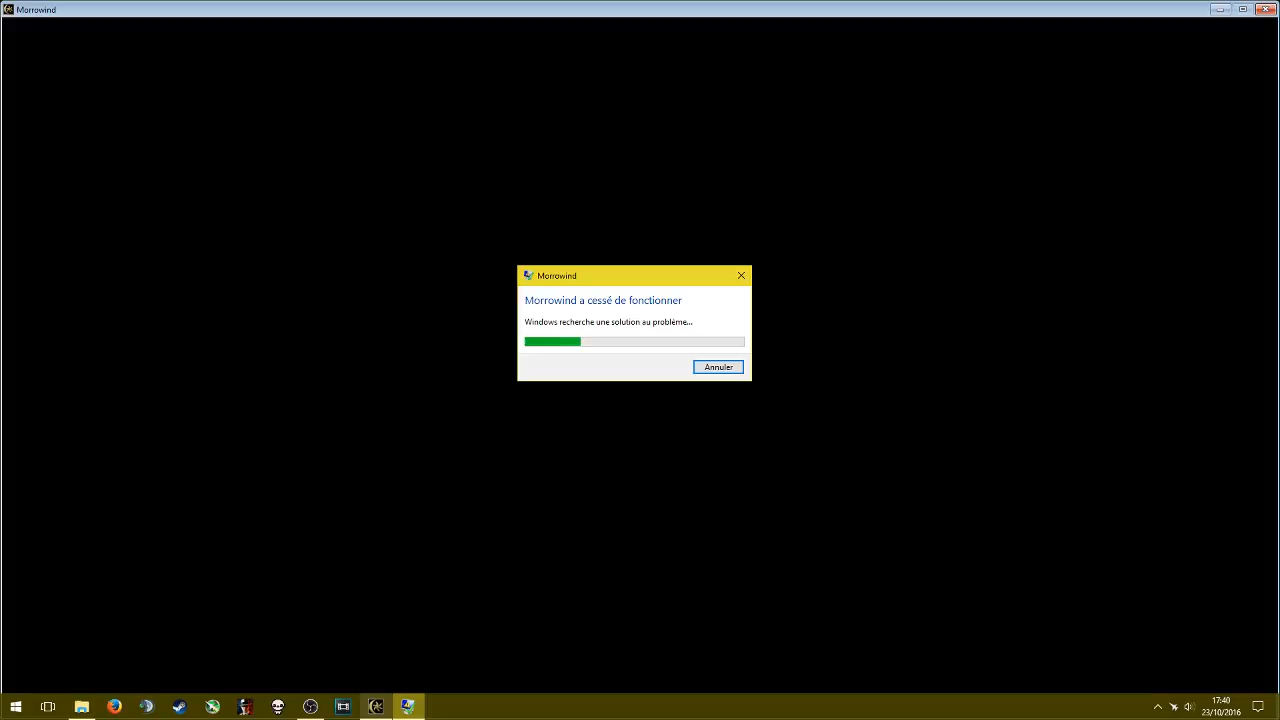 Morrowind
Morrowind
Morrowind a cessé de fonctionner
Windows recherche une solution au problème...
Annuler
17:40
23/10/2016